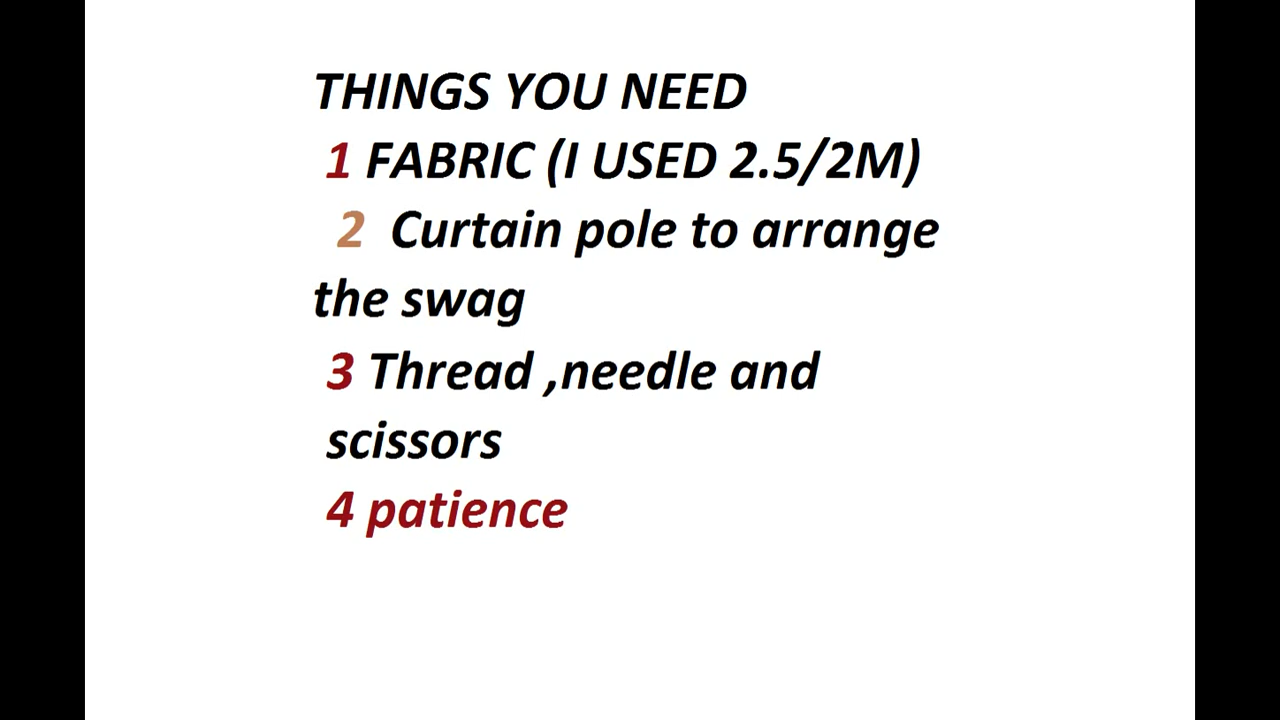 THINGS YOU NEED
1 FABRIC (I USED 2.5/2M)
2 Curtain pole to arrange
the swag
3 Thread ,needle and
scissors
4 patience